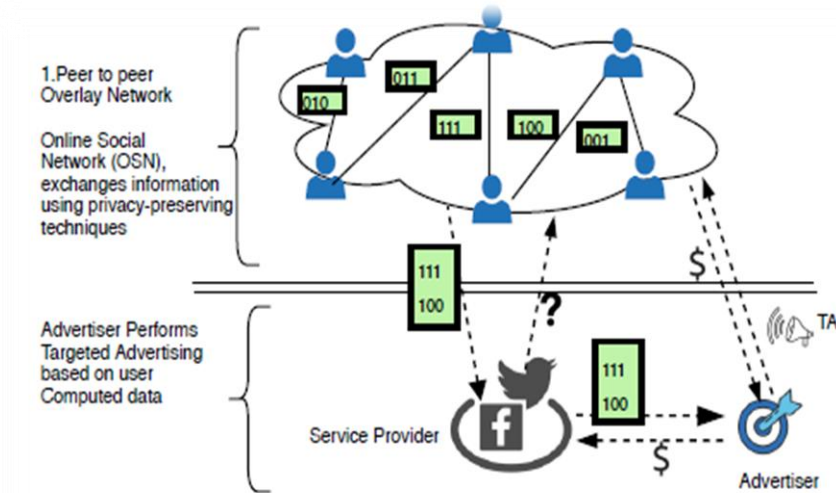 1.Peer to peer
Overlay Network
Online Social
Network (OSN),
exchanges information
using privacy-preserving
techniques
010
011
111
100
001
111
100
$
?
TA
Advertiser Performs
Targeted Advertising
based on user
Computed data
Service Provider
f
111
100
$
Advertiser